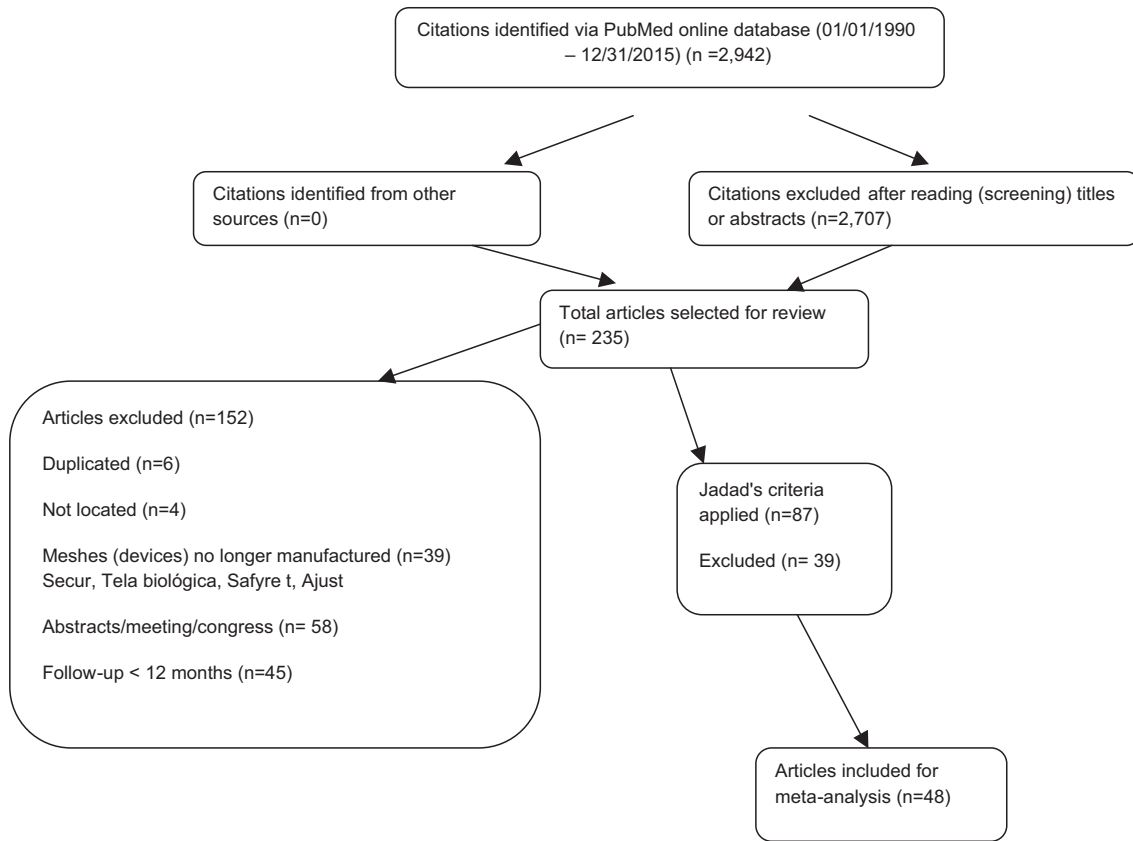 Citations identified via PubMed online database (01/01/1990
– 12/31/2015) (n =2,942)
Citations identified from other
sources (n=0)
Citations excluded after reading (screening) titles
or abstracts (n=2,707)
Total articles selected for review
(n= 235)
Articles excluded (n=152)
Duplicated (n=6)
Not located (n=4)
Meshes (devices) no longer manufactured (n=39)
Secur, Tela biológica, Safyre t, Ajust
Abstracts/meeting/congress (n= 58)
Follow-up < 12 months (n=45)
Jadad's criteria
applied (n=87)
Excluded (n= 39)
Articles included for
meta-analysis (n=48)